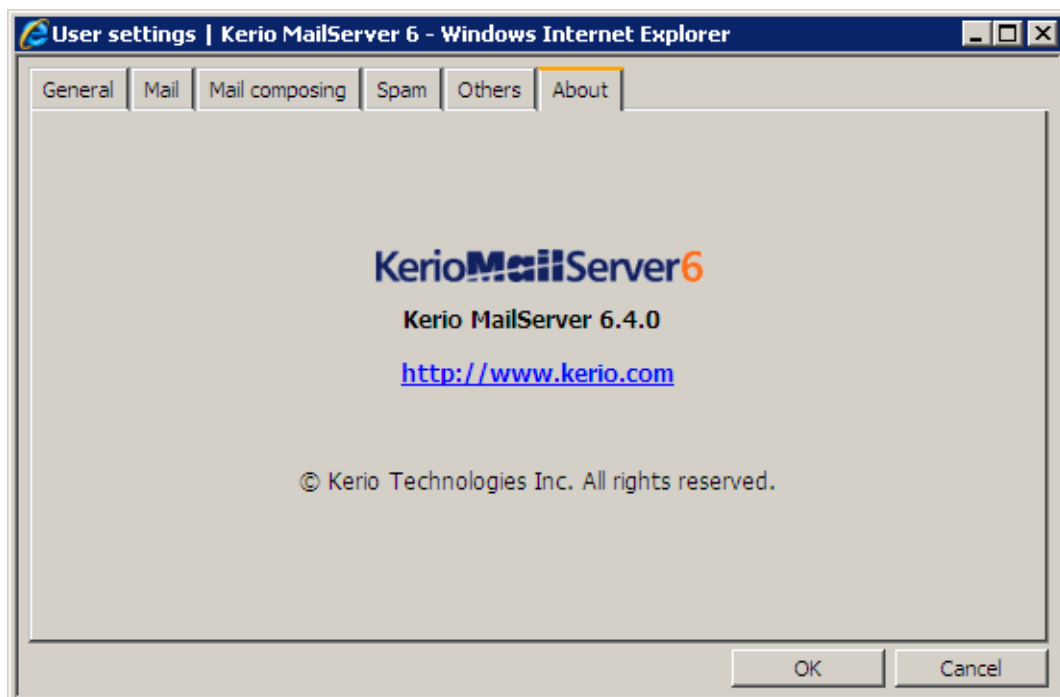 User settings | Kerio MailServer 6 - Windows Internet Explorer
General Mail Mail composing Spam Others About
KerioMailServer6
Kerio MailServer 6.4.0
http://www.kerio.com
© Kerio Technologies Inc. All rights reserved.
OK Cancel